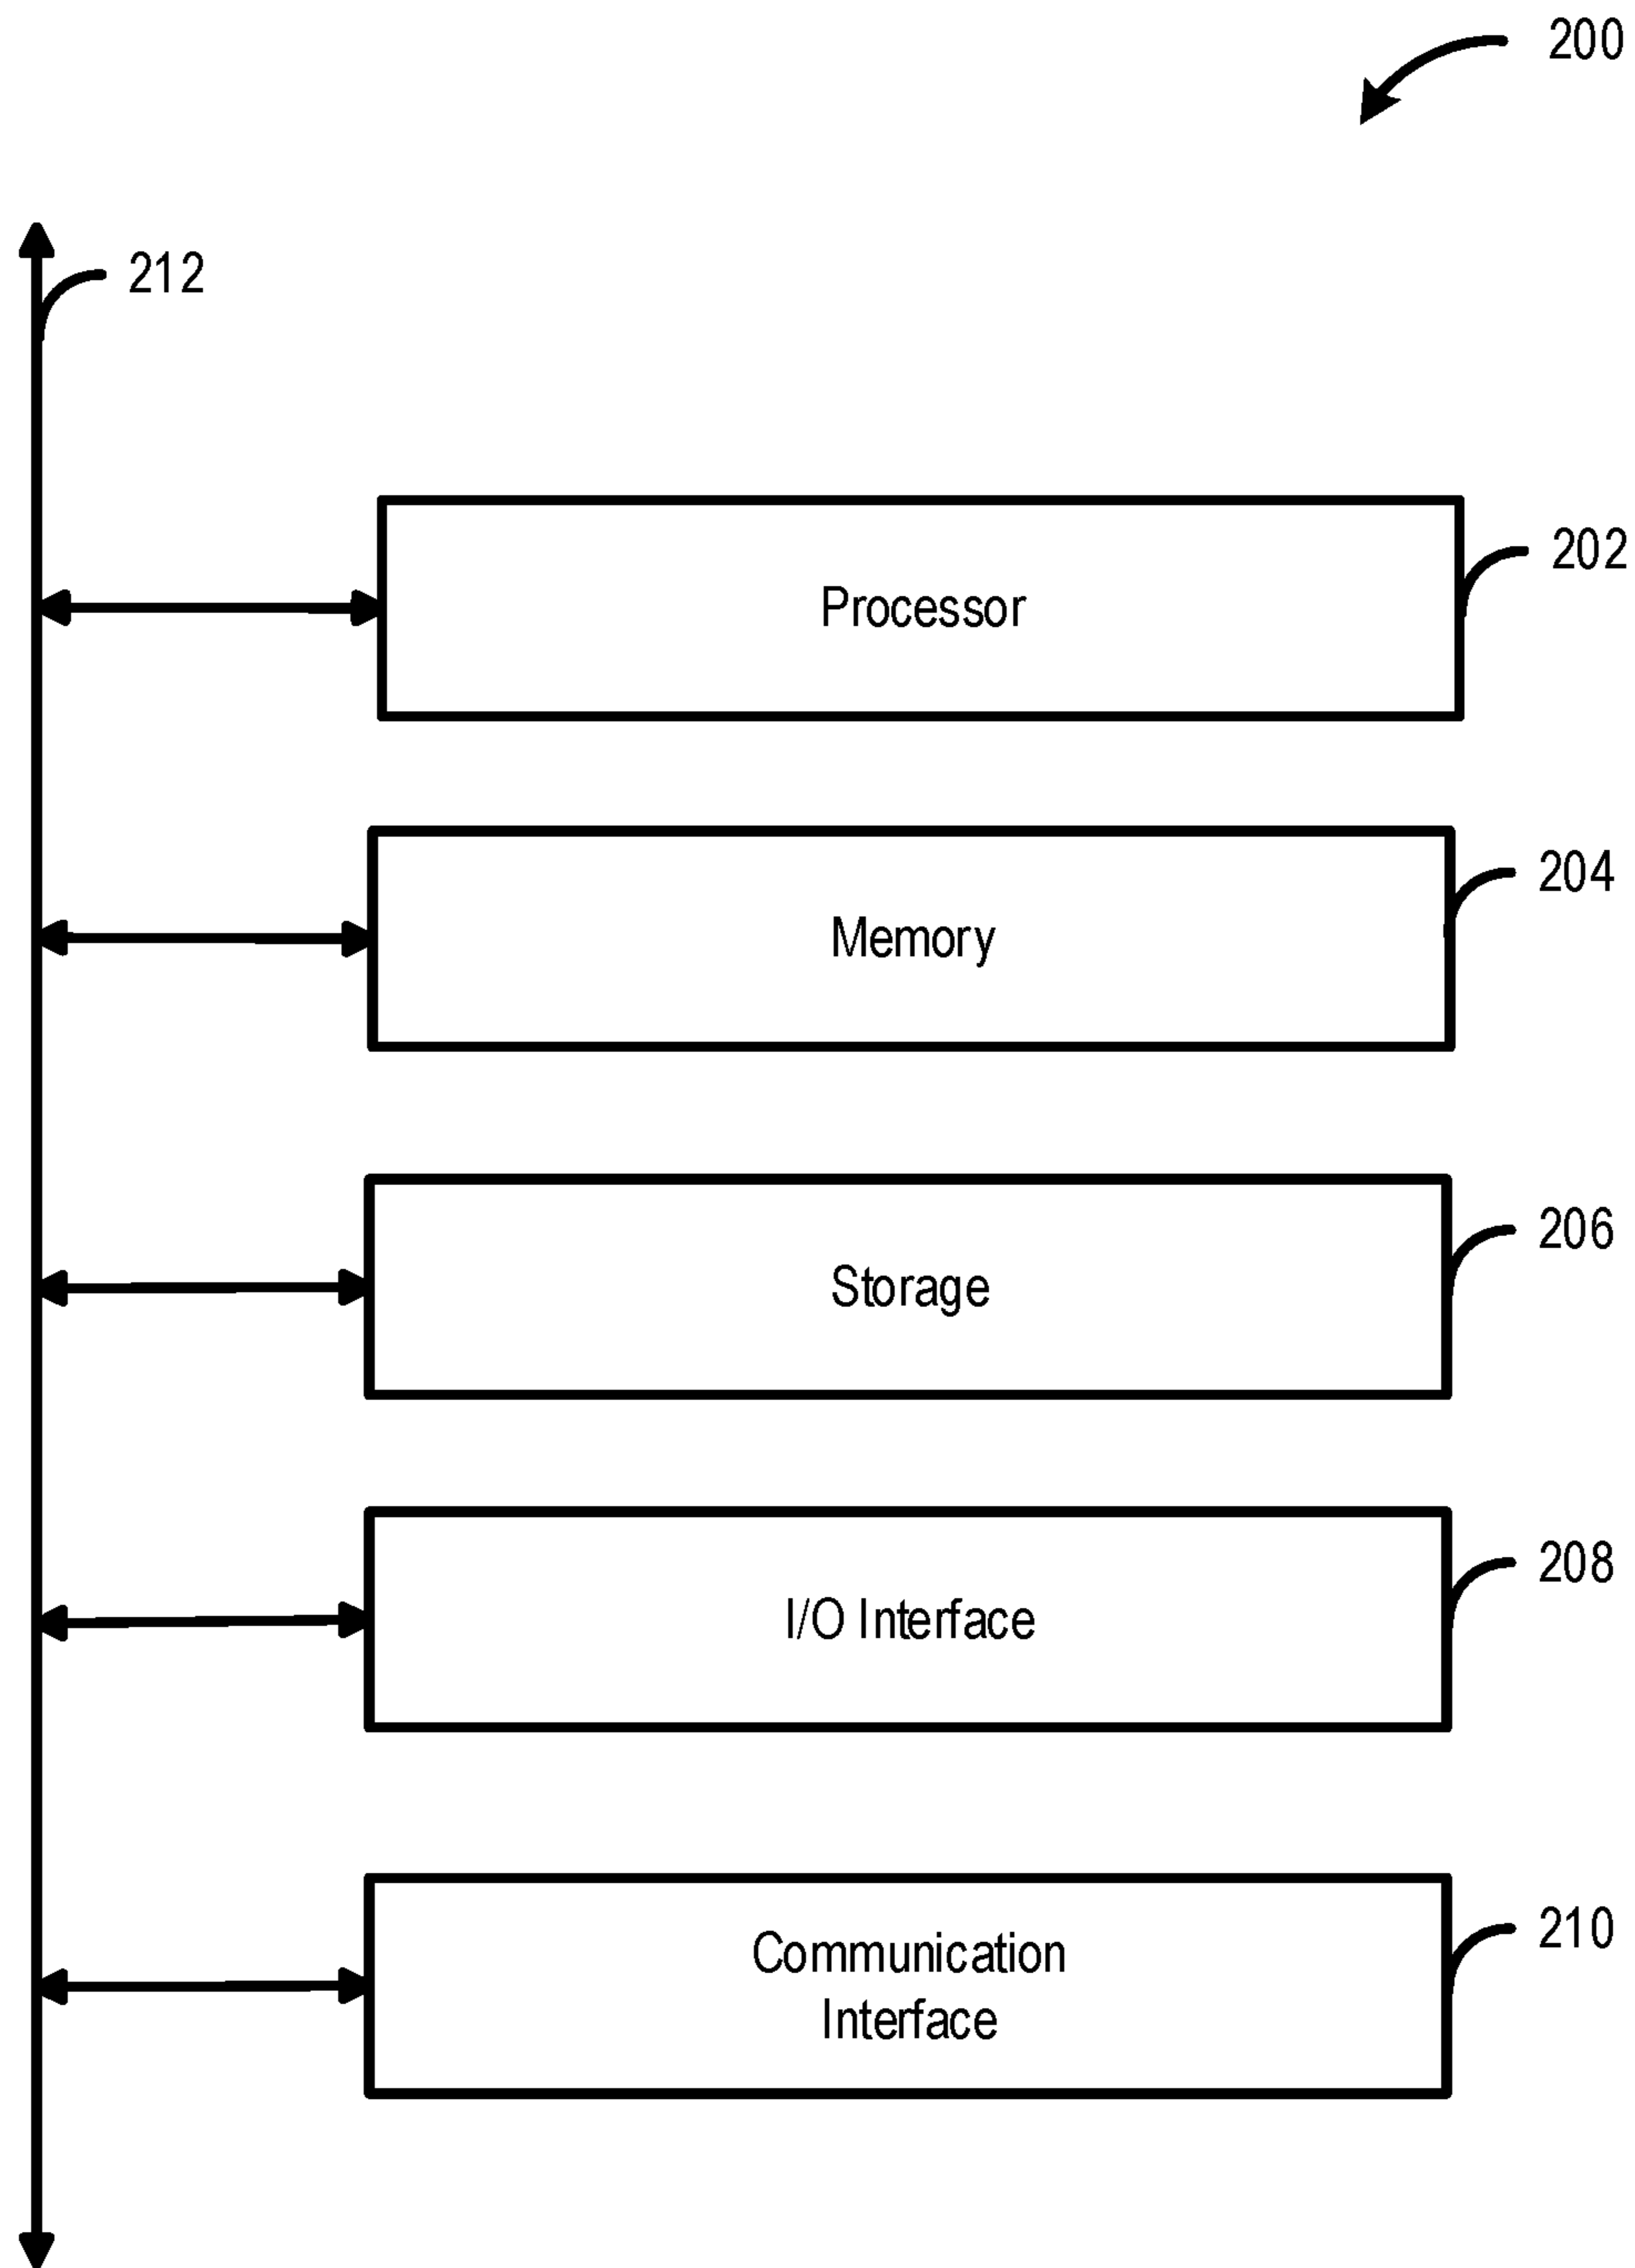 200
212
202
Processor
204
Memory
206
Storage
208
I/O Interface
210
Communication
Interface